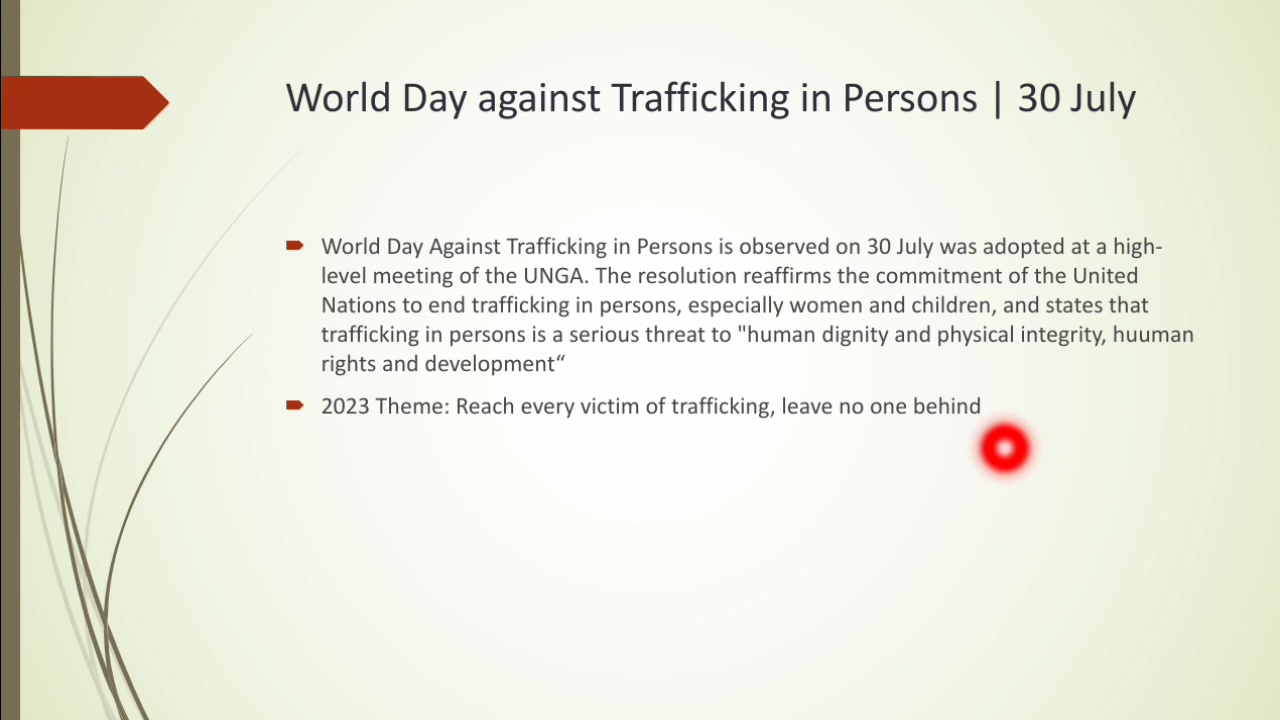 World Day against Trafficking in Persons | 30 July
World Day Against Trafficking in Persons is observed on 30 July was adopted at a high-
level meeting of the UNGA. The resolution reaffirms the commitment of the United
Nations to end trafficking in persons, especially women and children, and states that
trafficking in persons is a serious threat to "human dignity and physical integrity, huuman
rights and development“
2023 Theme: Reach every victim of trafficking, leave no one behind